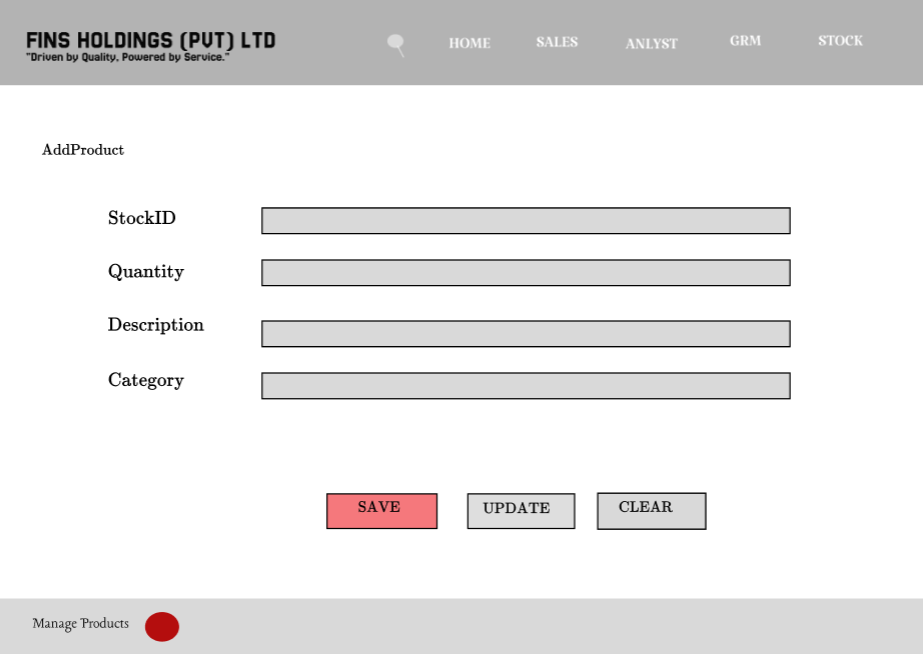 FINS HOLDINGS (PVT) LTD
"Driven by Quality, Powered by Service."
HOME
SALES
ANLYST
GRM
STOCK
AddProduct
StockID
Quantity
Description
Category
SAVE
UPDATE
CLEAR
Manage Products